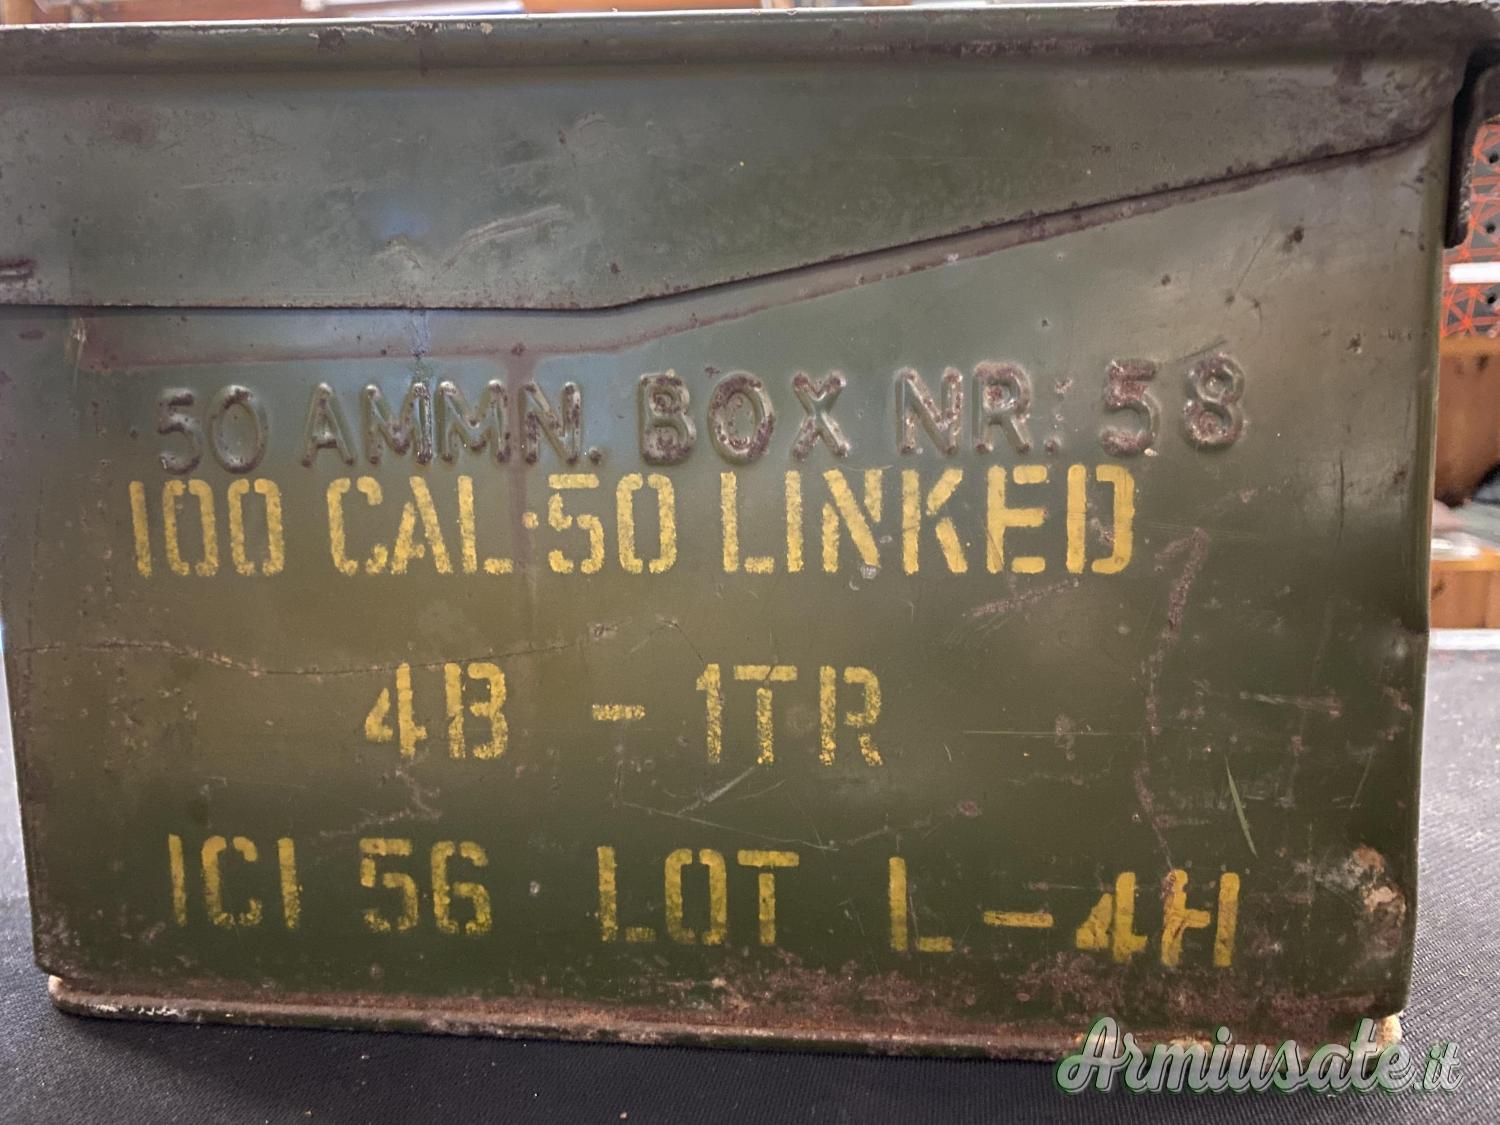 50 AMMN. BOX NR: 58
100 CAL·50 LINKED
4B - 1TR
ICI 56 LOT L - 4H
Armiusate.it